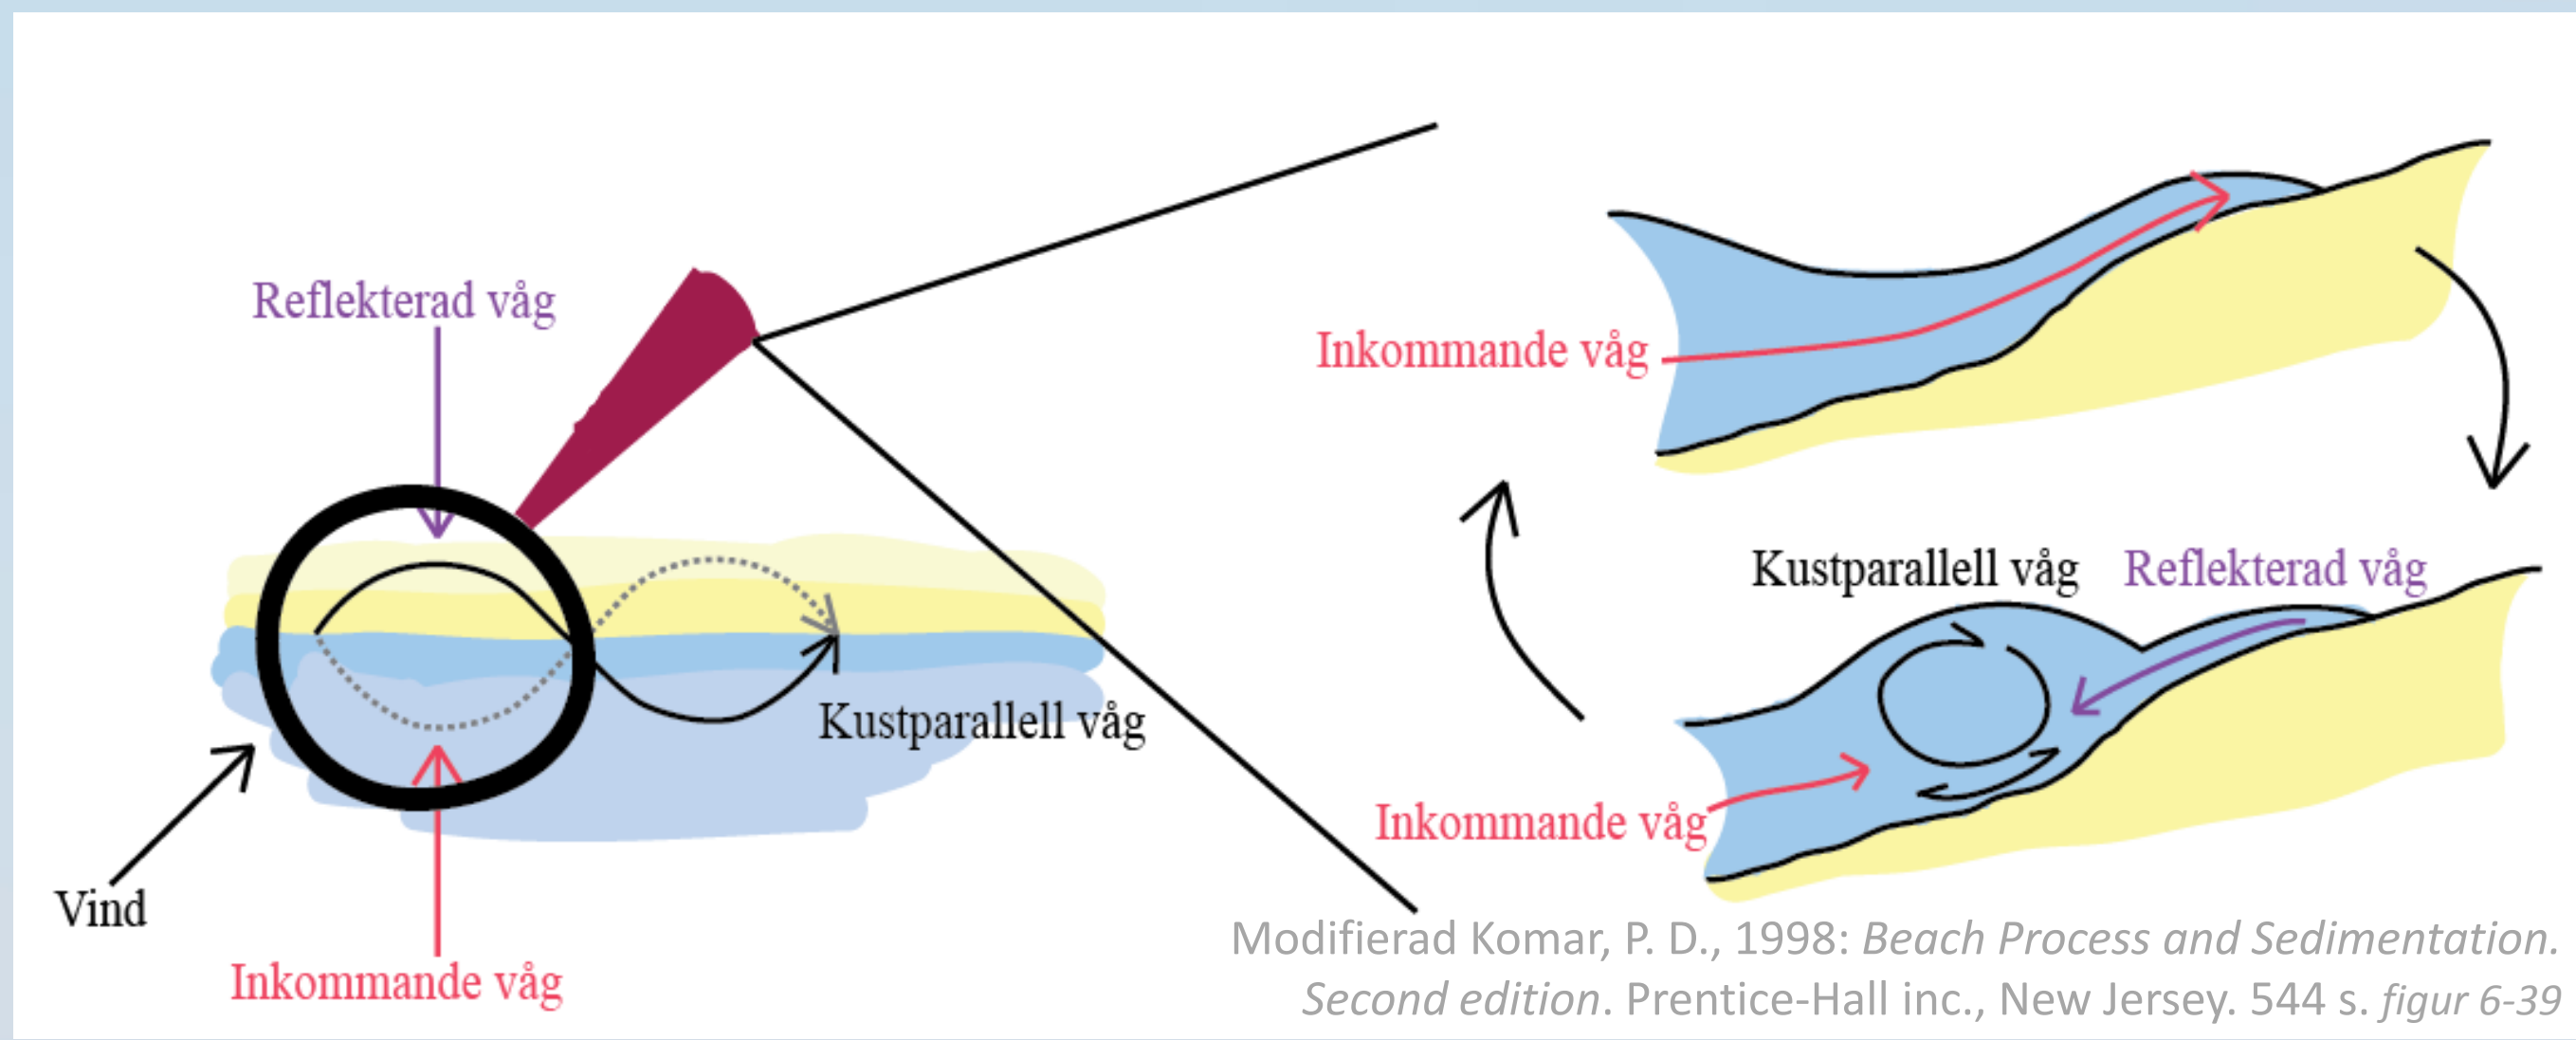 Reflekterad våg
Inkommande våg
Kustparallell våg Reflekterad våg
Kustparallell våg
Inkommande våg
Vind
Inkommande våg
Modifierad Komar, P. D., 1998: Beach Process and Sedimentation.
Second edition. Prentice-Hall inc., New Jersey. 544 s. figur 6-39